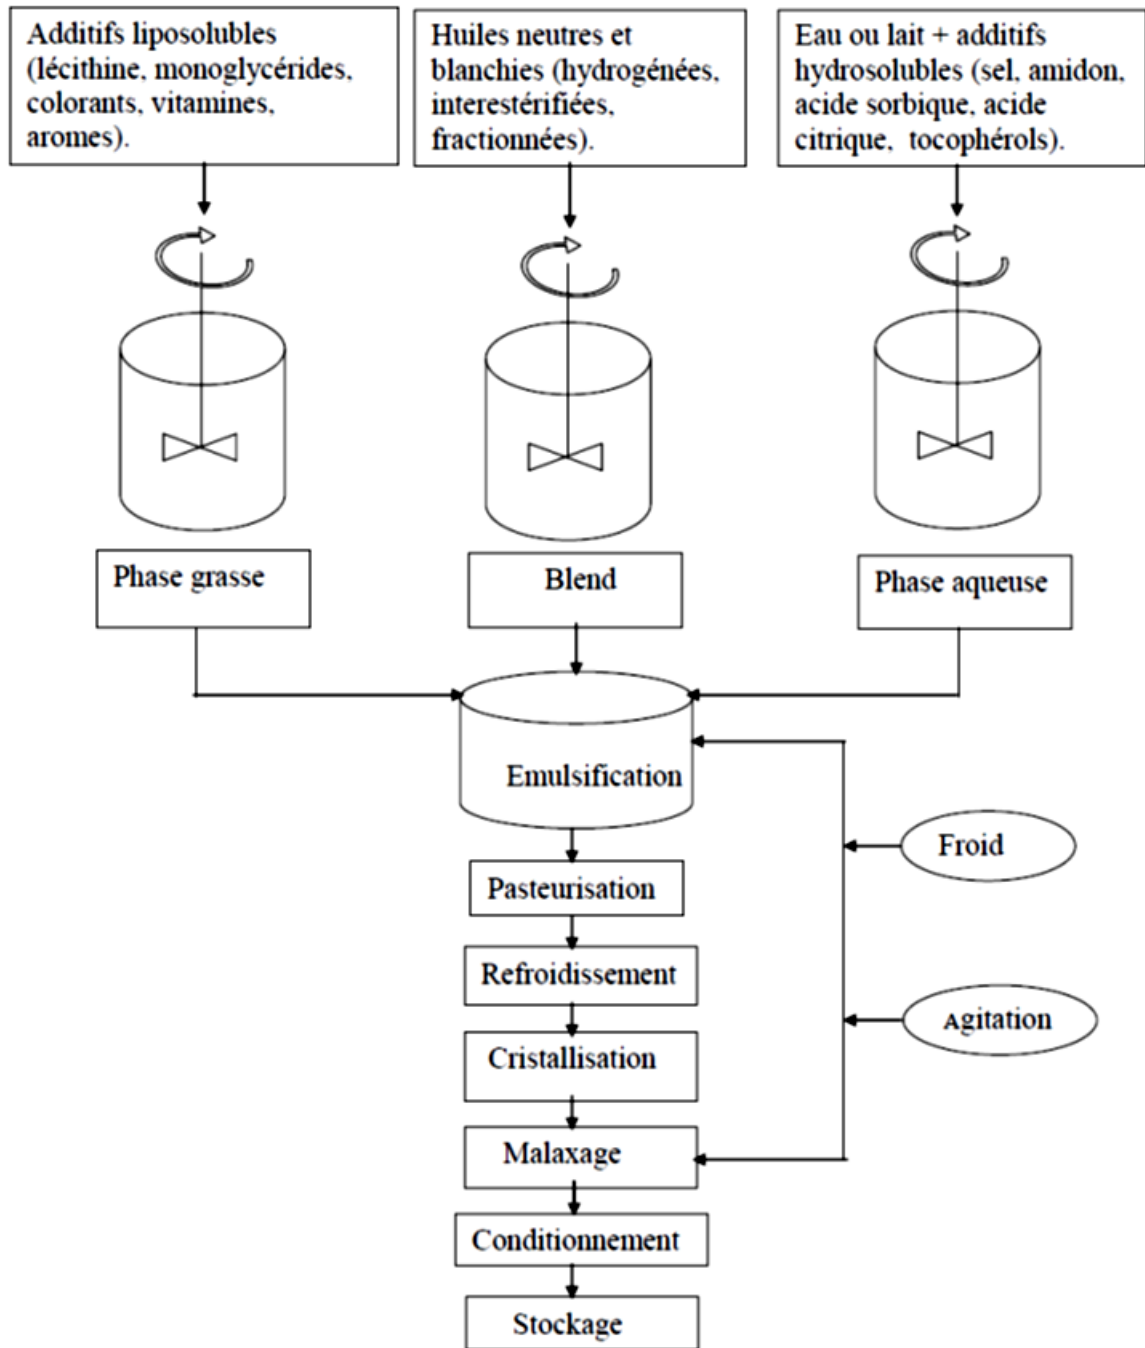 Additifs liposolubles
(lécithine, monoglycérides,
colorants, vitamines,
aromes).
Huiles neutres et
blanchies (hydrogénées,
interestérifiées,
fractionnées).
Eau ou lait + additifs
hydrosolubles (sel, amidon,
acide sorbique, acide
citrique, tocophérols).
Phase grasse
Blend
Phase aqueuse
Emulsification
Froid
Pasteurisation
Refroidissement
Agitation
Cristallisation
Malaxage
Conditionnement
Stockage